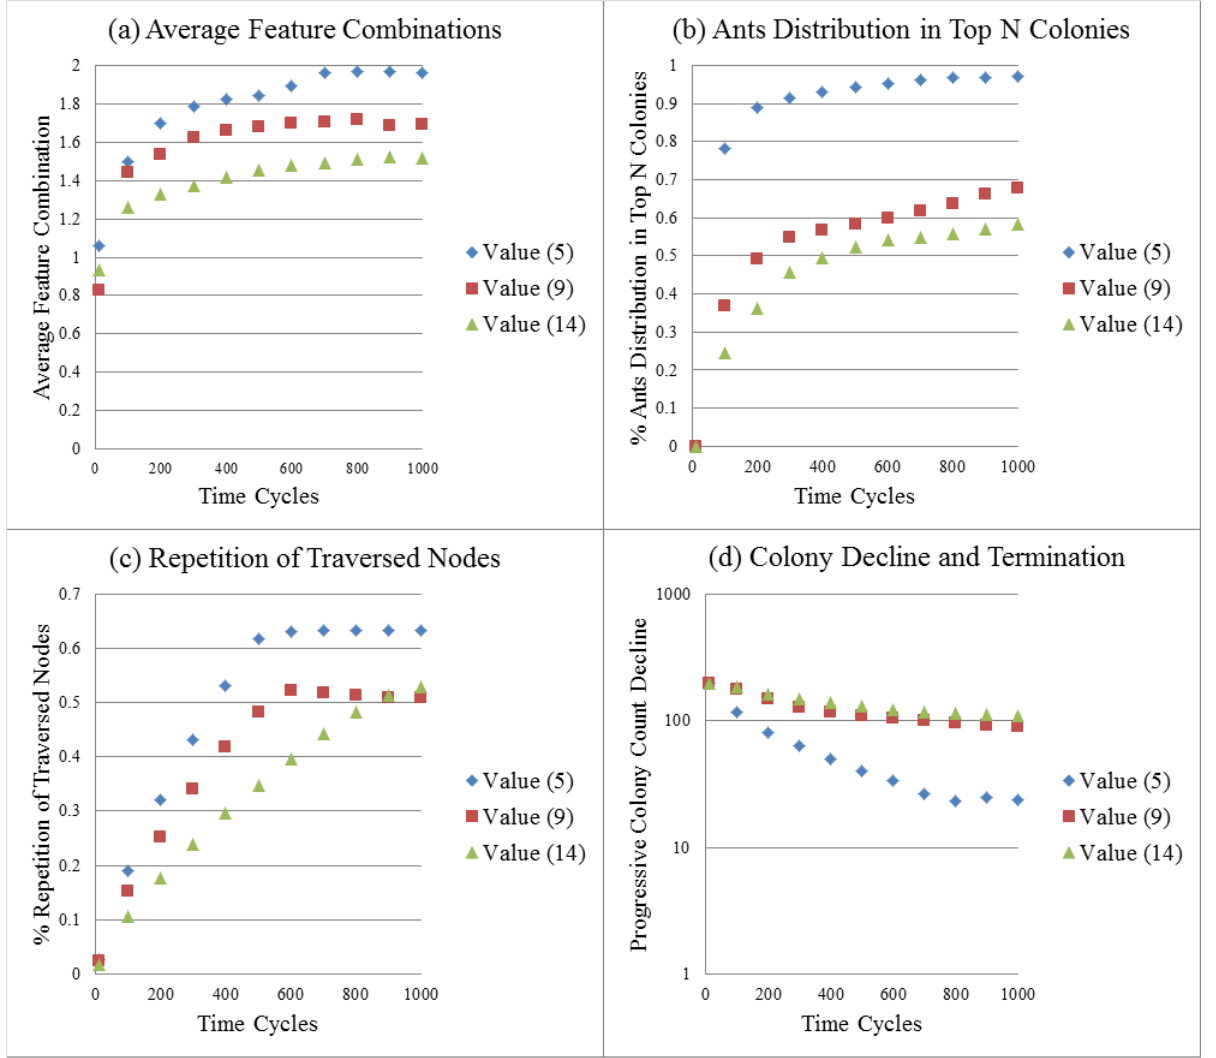 (a) Average Feature Combinations
Average Feature Combination
2
1.8
1.6
1.4
1.2
1
0.8
0.6
0.4
0.2
0
0 200 400 600 800 1000
Time Cycles
Value (5)
Value (9)
Value (14)
(b) Ants Distribution in Top N Colonies
% Ants Distribution in Top N Colonies
1
0.9
0.8
0.7
0.6
0.5
0.4
0.3
0.2
0.1
0
0 200 400 600 800 1000
Time Cycles
Value (5)
Value (9)
Value (14)
(c) Repetition of Traversed Nodes
% Repetition of Traversed Nodes
0.7
0.6
0.5
0.4
0.3
0.2
0.1
0
0 200 400 600 800 1000
Time Cycles
Value (5)
Value (9)
Value (14)
(d) Colony Decline and Termination
Progressive Colony Count Decline
1000
100
10
1
0 200 400 600 800 1000
Time Cycles
Value (5)
Value (9)
Value (14)